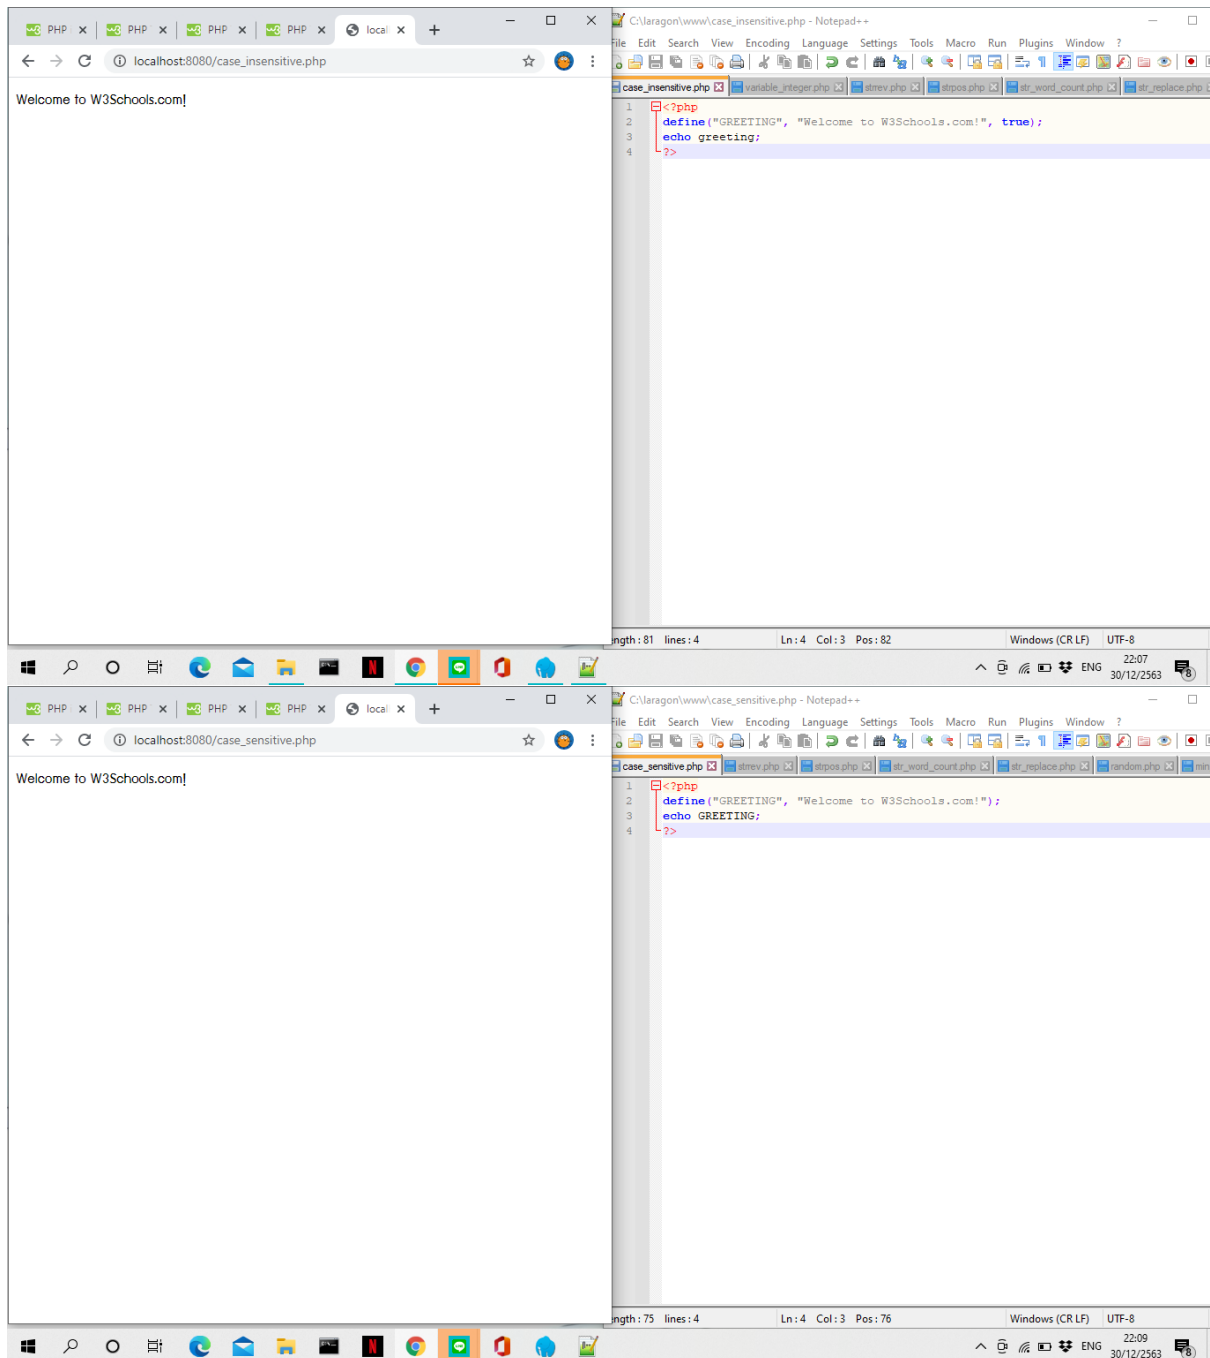 PHP
PHP
PHP
PHP
local
localhost:8080/case_insensitive.php
Welcome to W3Schools.com!
C:\laragon\www\case_insensitive.php - Notepad++
File Edit Search View Encoding Language Settings Tools Macro Run Plugins Window ?
case_insensitive.php variable_integer.php strrev.php strpos.php str_word_count.php str_replace.php
1 <?php
2 define("GREETING", "Welcome to W3Schools.com!", true);
3 echo greeting;
4 ?>
length : 81 lines : 4 Ln : 4 Col : 3 Pos : 82 Windows (CR LF) UTF-8
ENG 22:07
30/12/2563 8
PHP
PHP
PHP
PHP
local
localhost:8080/case_sensitive.php
Welcome to W3Schools.com!
C:\laragon\www\case_sensitive.php - Notepad++
File Edit Search View Encoding Language Settings Tools Macro Run Plugins Window ?
case_sensitive.php strrev.php strpos.php str_word_count.php str_replace.php random.php min
1 <?php
2 define("GREETING", "Welcome to W3Schools.com!");
3 echo GREETING;
4 ?>
length : 75 lines : 4 Ln : 4 Col : 3 Pos : 76 Windows (CR LF) UTF-8
ENG 22:09
30/12/2563 8